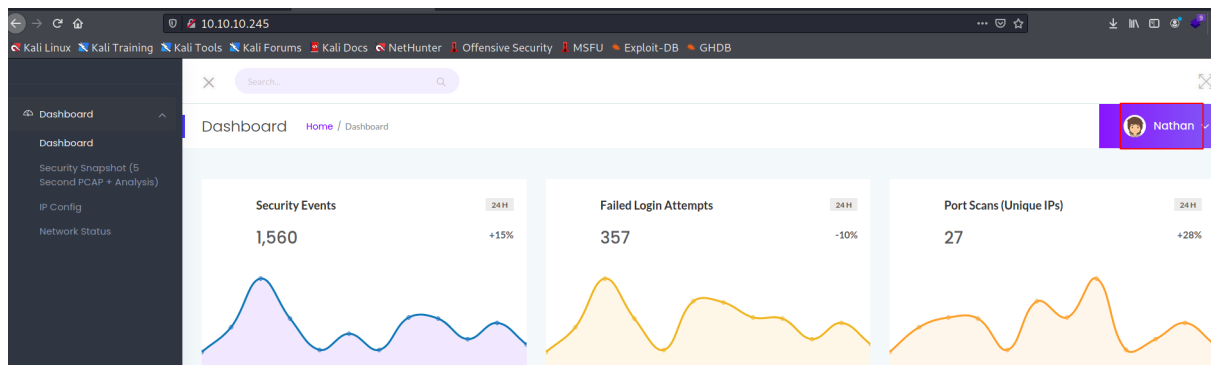 10.10.10.245
Kali Linux Kali Training Kali Tools Kali Forums Kali Docs NetHunter Offensive Security MSFU Exploit-DB GHDB
Search...
Dashboard
Dashboard Home / Dashboard
Nathan
Dashboard
Security Snapshot (5
Second PCAP + Analysis)
IP Config
Network Status
Security Events 24 H
1,560 +15%
Failed Login Attempts 24 H
357 -10%
Port Scans (Unique IPs) 24 H
27 +28%